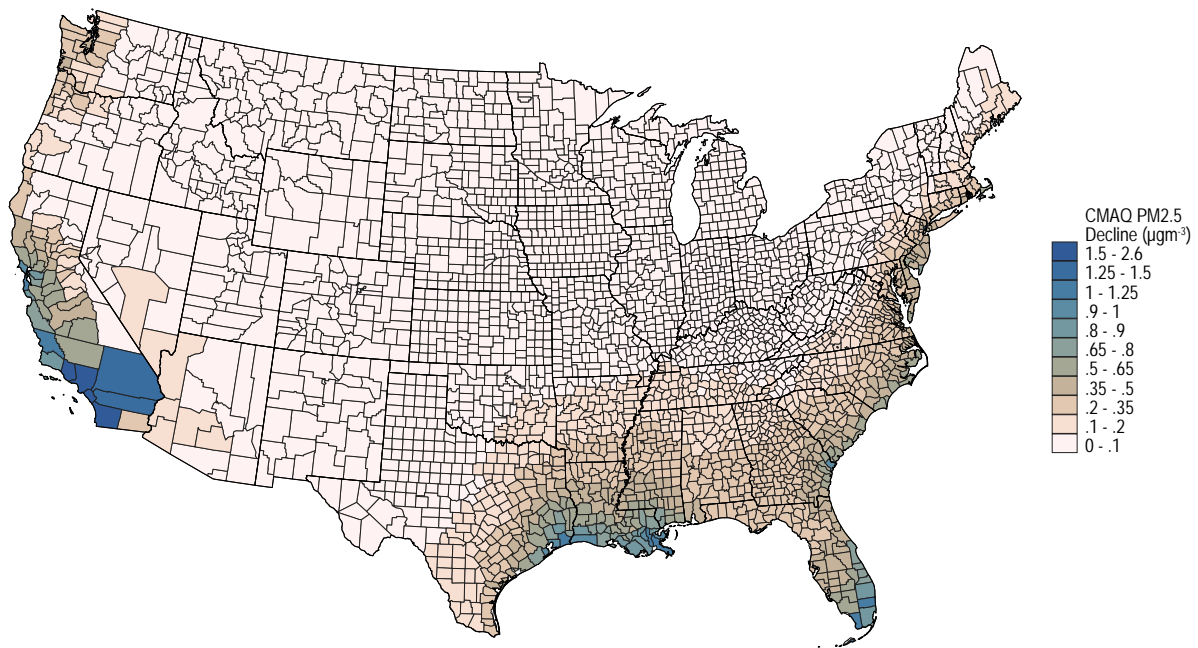 CMAQ PM2.5
Decline (µgm⁻³)
1.5 - 2.6
1.25 - 1.5
1 - 1.25
.9 - 1
.8 - .9
.65 - .8
.5 - .65
.35 - .5
.2 - .35
.1 - .2
0 - .1